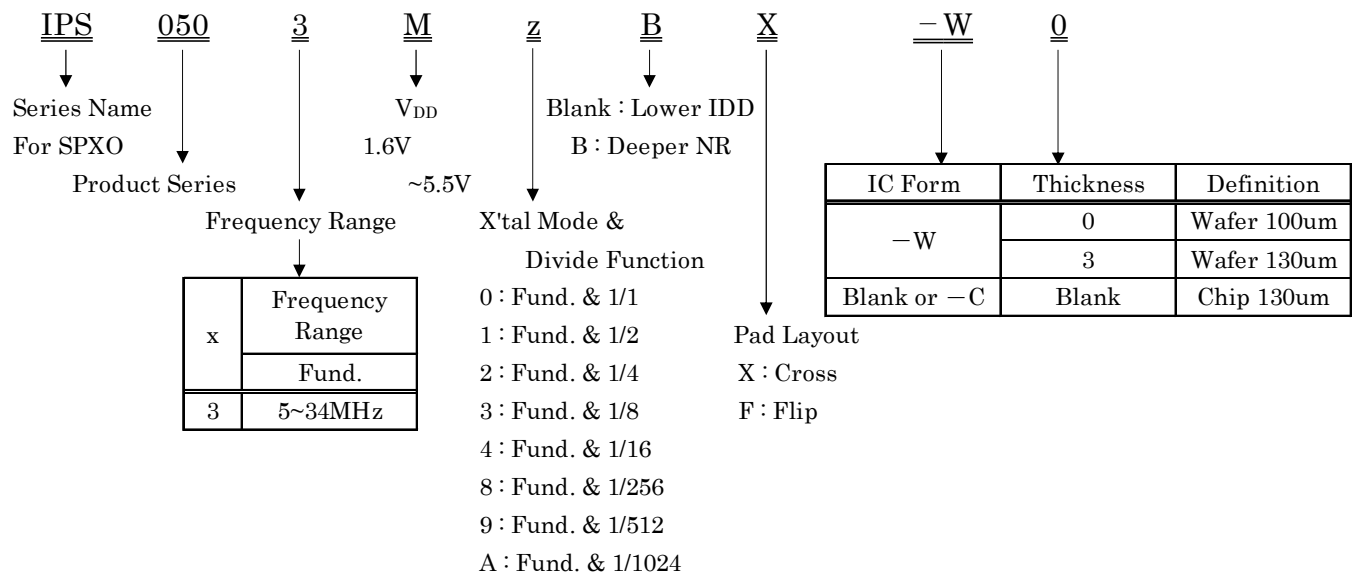 IPS 050 3 M z B X －W 0
Series Name
For SPXO
Product Series
Frequency Range
x
Frequency
Range
Fund.
3 5~34MHz
VDD
1.6V
~5.5V
X'tal Mode &
Divide Function
0 : Fund. & 1/1
1 : Fund. & 1/2
2 : Fund. & 1/4
3 : Fund. & 1/8
4 : Fund. & 1/16
8 : Fund. & 1/256
9 : Fund. & 1/512
A : Fund. & 1/1024
Blank : Lower IDD
B : Deeper NR
Pad Layout
X : Cross
F : Flip
IC Form Thickness Definition
－W
0 Wafer 100um
3 Wafer 130um
Blank or －C Blank Chip 130um